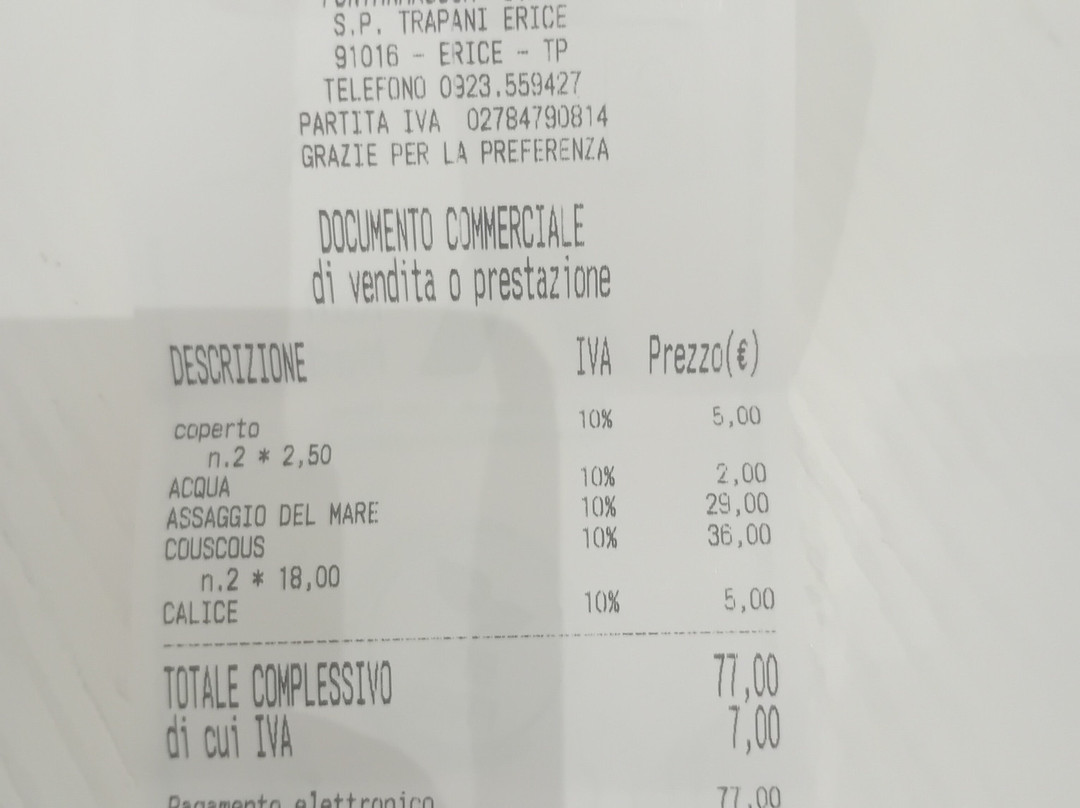 S.P. TRAPANI ERICE
91016 - ERICE - TP
TELEFONO 0923.559427
PARTITA IVA 02784790814
GRAZIE PER LA PREFERENZA
DOCUMENTO COMMERCIALE
di vendita o prestazione
DESCRIZIONE IVA Prezzo(€)
coperto 10% 5,00
n.2 * 2,50
ACQUA 10% 2,00
ASSAGGIO DEL MARE 10% 29,00
COUSCOUS 10% 36,00
n.2 * 18,00
CALICE 10% 5,00
TOTALE COMPLESSIVO 77,00
di cui IVA 7,00
Pagamento elettronico 77,00